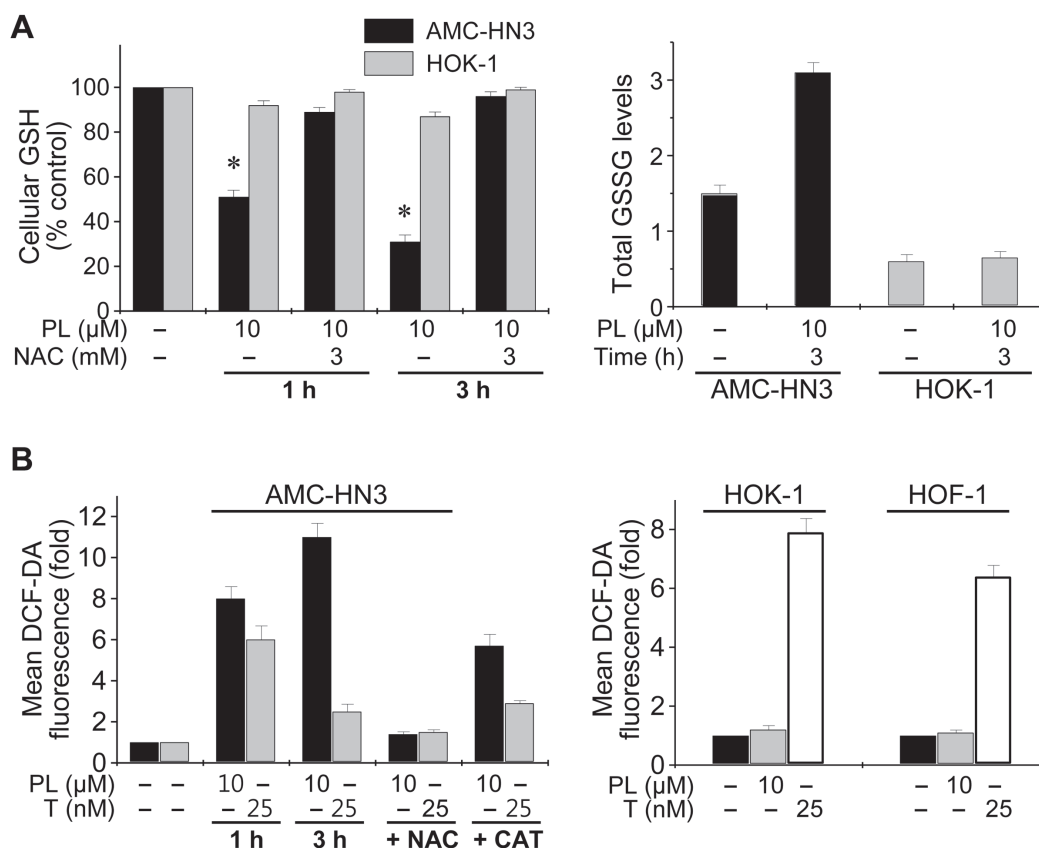 A
AMC-HN3
HOK-1
Cellular GSH
(% control)
100
80
60
40
20
0
* *
PL (µM) – 10 10 10 10
NAC (mM) – – 3 – 3
1 h 3 h
Total GSSG levels
3
2
1
0
PL (µM) – 10 – 10
Time (h) – 3 – 3
AMC-HN3 HOK-1
B
AMC-HN3
Mean DCF-DA
fluorescence (fold)
12
10
8
6
4
2
0
PL (µM) – – 10 – 10 – 10 – 10 –
T (nM) – – – 25 – 25 – 25 – 25
1 h 3 h + NAC + CAT
HOK-1 HOF-1
Mean DCF-DA
fluorescence (fold)
8
6
4
2
0
PL (µM) – 10 – – 10 –
T (nM) – – 25 – – 25